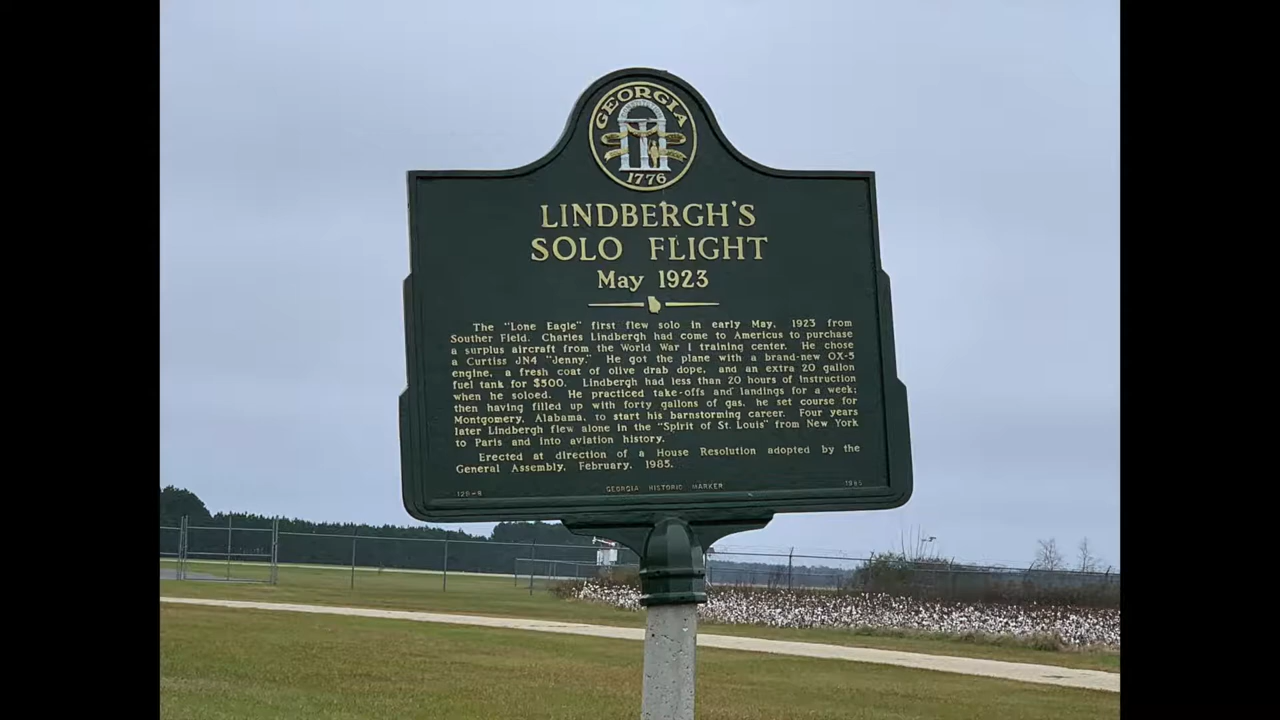 GEORGIA
1776
LINDBERGH'S
SOLO FLIGHT
May 1923
The "Lone Eagle" first flew solo in early May, 1923 from
Souther Field. Charles Lindbergh had come to Americus to purchase
a surplus aircraft from the World War I training center. He chose
a Curtiss JN4 "Jenny." He got the plane with a brand-new OX-5
engine, a fresh coat of olive drab dope, and an extra 20 gallon
fuel tank for $500. Lindbergh had less than 20 hours of instruction
when he soloed. He practiced take-offs and landings for a week;
then having filled up with forty gallons of gas, he set course for
Montgomery, Alabama, to start his barnstorming career. Four years
later Lindbergh flew alone in the "Spirit of St. Louis" from New York
to Paris and into aviation history.
Erected at direction of a House Resolution adopted by the
General Assembly, February, 1985.
GEORGIA HISTORIC MARKER 1985